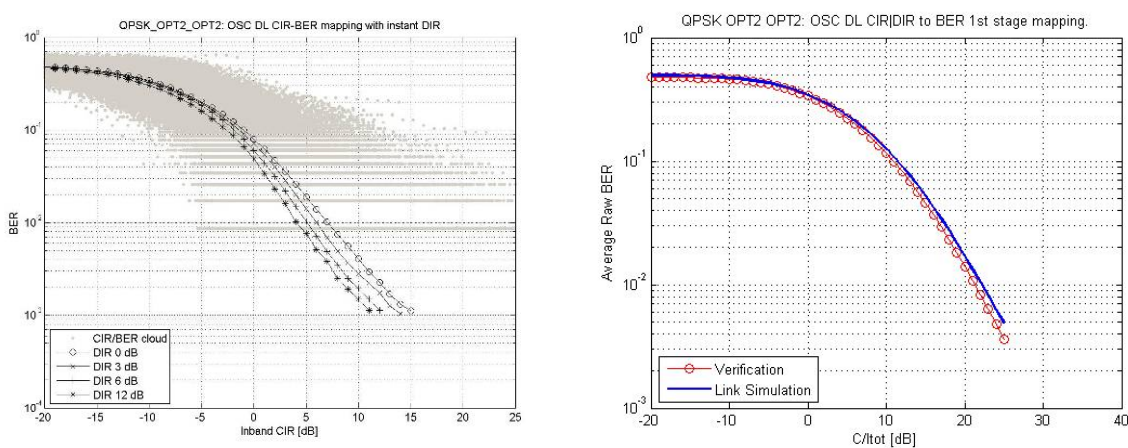 QPSK_OPT2_OPT2: OSC DL CIR-BER mapping with instant DIR
10^0
10^-1
10^-2
10^-3
10^-4
BER
CIR/BER cloud
DIR 0 dB
DIR 3 dB
DIR 6 dB
DIR 12 dB
-20 -15 -10 -5 0 5 10 15 20 25
Inband CIR [dB]
QPSK OPT2 OPT2: OSC DL CIR|DIR to BER 1st stage mapping.
10^0
10^-1
10^-2
10^-3
Average Raw BER
Verification
Link Simulation
-20 -10 0 10 20 30 40
C/Itot [dB]